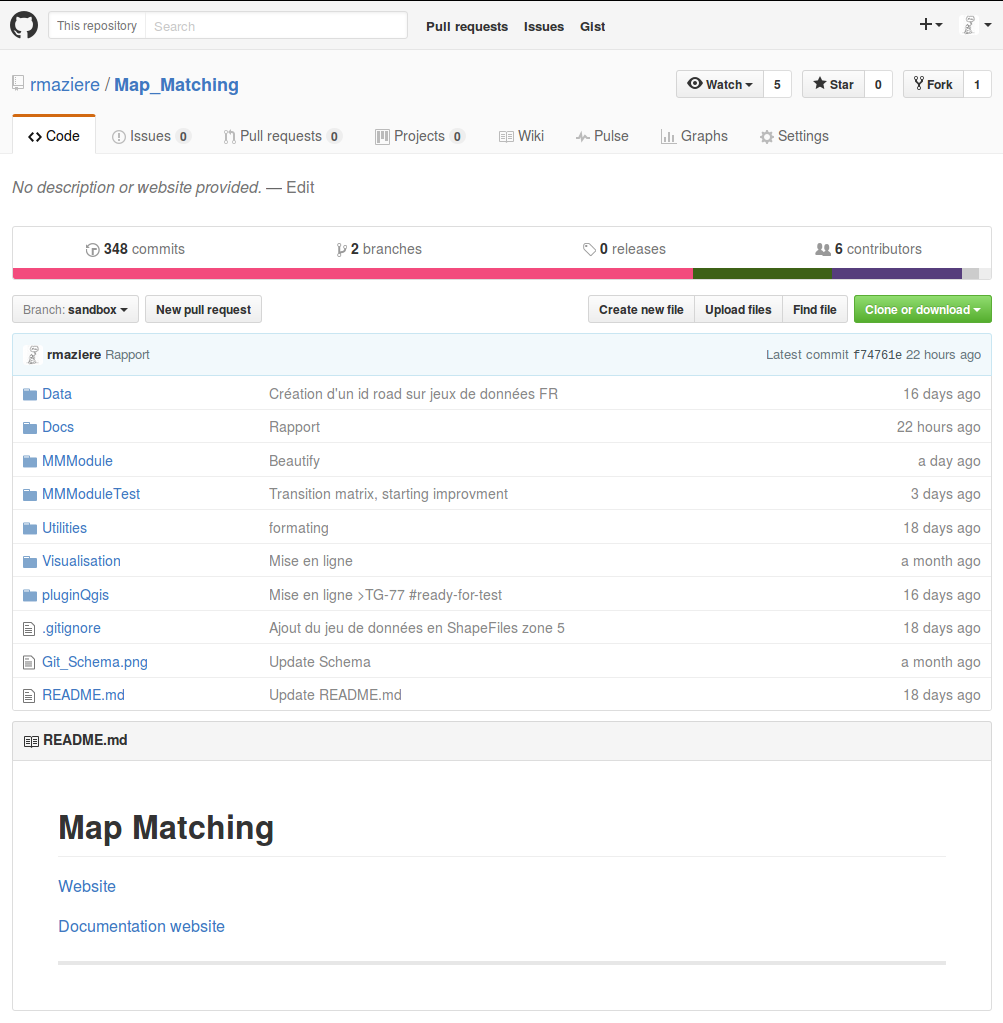 This repository Search Pull requests Issues Gist
rmaziere / Map_Matching Watch 5 Star 0 Fork 1
Code Issues 0 Pull requests 0 Projects 0 Wiki Pulse Graphs Settings
No description or website provided. — Edit
348 commits 2 branches 0 releases 6 contributors
Branch: sandbox New pull request Create new file Upload files Find file Clone or download
rmaziere Rapport Latest commit f74761e 22 hours ago
Data Création d'un id road sur jeux de données FR 16 days ago
Docs Rapport 22 hours ago
MMModule Beautify a day ago
MMModuleTest Transition matrix, starting improvment 3 days ago
Utilities formating 18 days ago
Visualisation Mise en ligne a month ago
pluginQgis Mise en ligne >TG-77 #ready-for-test 16 days ago
.gitignore Ajout du jeu de données en ShapeFiles zone 5 18 days ago
Git_Schema.png Update Schema a month ago
README.md Update README.md 18 days ago
README.md
Map Matching
Website
Documentation website